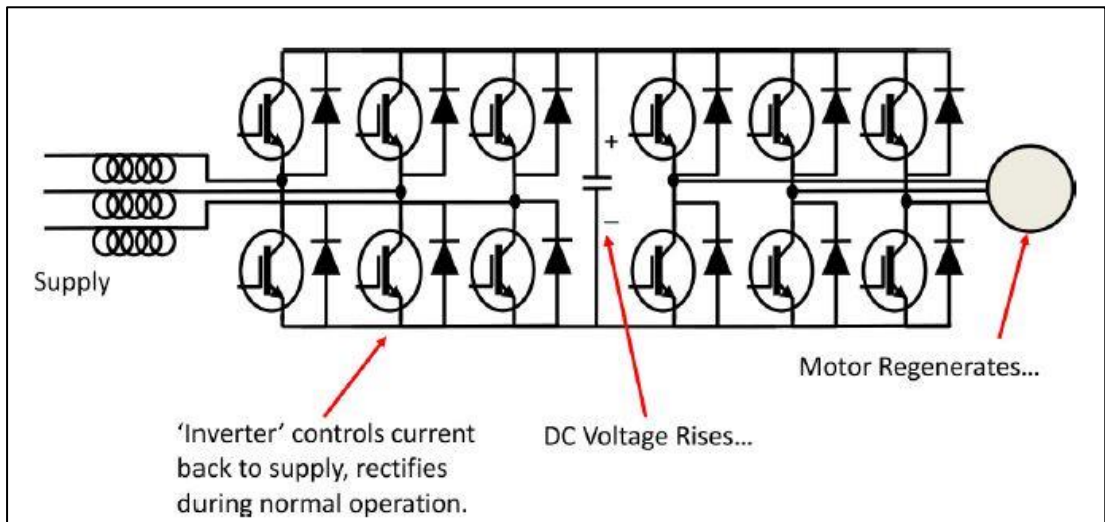 +
–
Supply
Motor Regenerates...
'Inverter' controls current
back to supply, rectifies
during normal operation.
DC Voltage Rises...